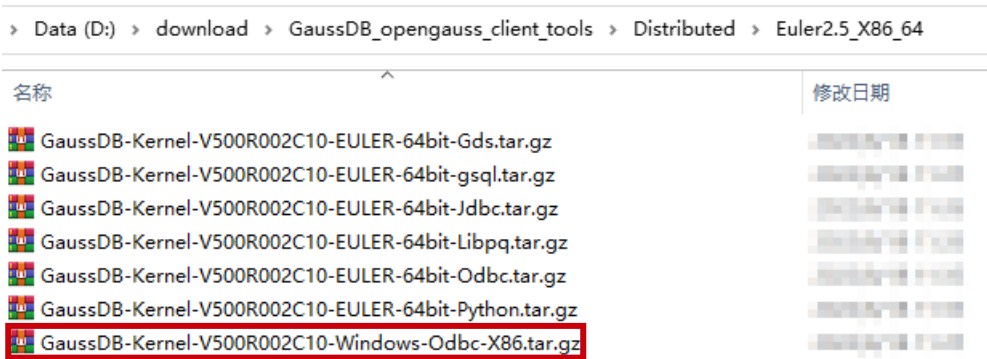 › Data (D:) › download › GaussDB_opengauss_client_tools › Distributed › Euler2.5_X86_64
名称 修改日期
GaussDB-Kernel-V500R002C10-EULER-64bit-Gds.tar.gz
GaussDB-Kernel-V500R002C10-EULER-64bit-gsql.tar.gz
GaussDB-Kernel-V500R002C10-EULER-64bit-Jdbc.tar.gz
GaussDB-Kernel-V500R002C10-EULER-64bit-Libpq.tar.gz
GaussDB-Kernel-V500R002C10-EULER-64bit-Odbc.tar.gz
GaussDB-Kernel-V500R002C10-EULER-64bit-Python.tar.gz
GaussDB-Kernel-V500R002C10-Windows-Odbc-X86.tar.gz